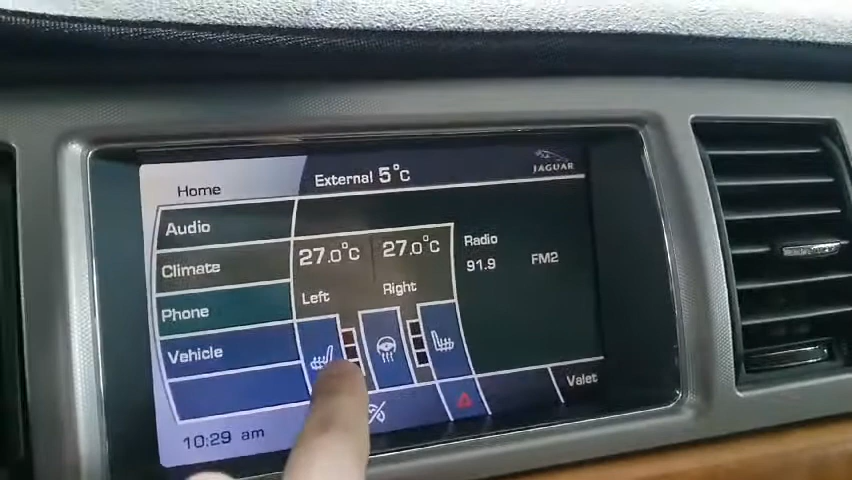 Home
External 5°C
JAGUAR
Audio
Climate
Phone
Vehicle
27.0°C 27.0°C
Left Right
Radio
91.9 FM2
Valet
10:29 am